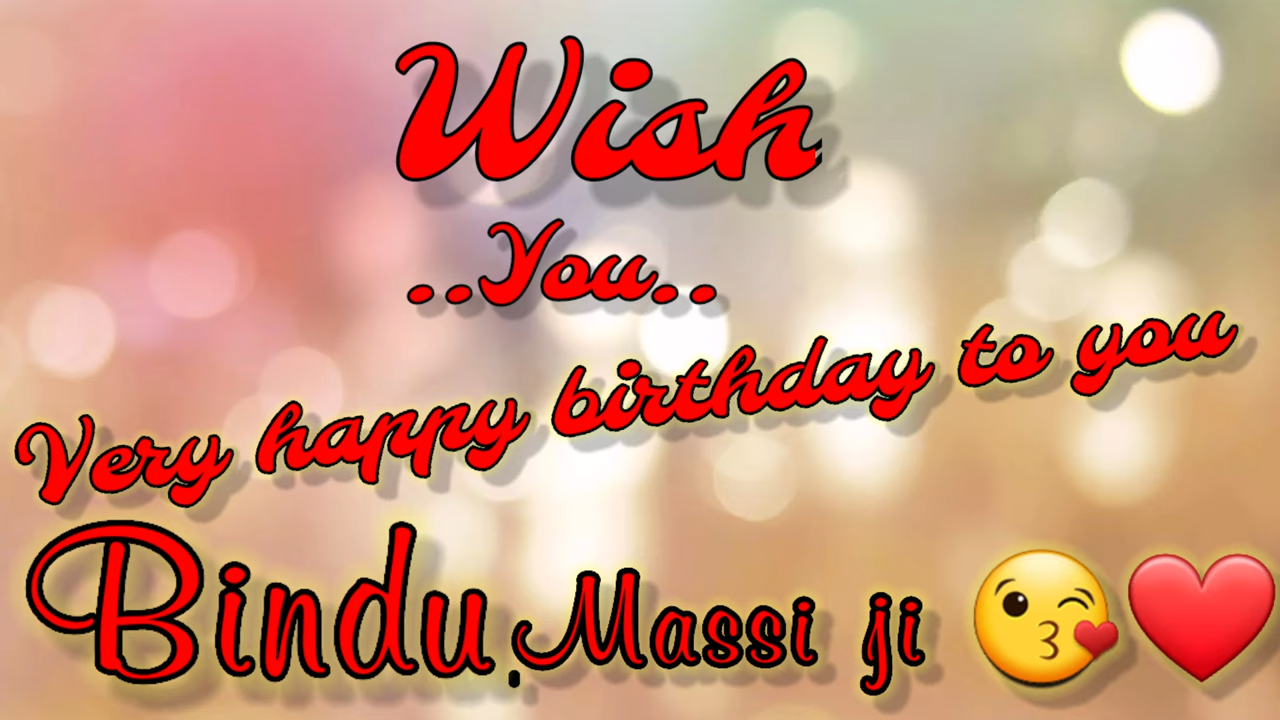 Wish
..You..
Very happy birthday to you
Bindu. Massi ji 😘❤️